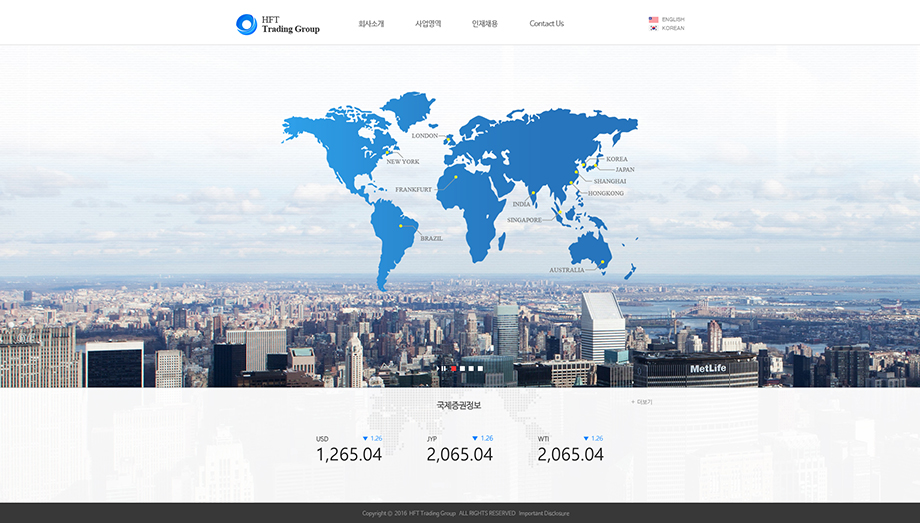 HFT
Trading Group
회사소개
사업영역
인재채용
Contact Us
ENGLISH
KOREAN
LONDON
NEW YORK
KOREA
JAPAN
SHANGHAI
FRANKFURT
HONGKONG
INDIA
SINGAPORE
BRAZIL
AUSTRALIA
MetLife
국제증권정보
+ 더보기
USD ▼ 1.26
1,265.04
JYP ▼ 1.26
2,065.04
WTI ▼ 1.26
2,065.04
Copyright © 2016 HFT Trading Group ALL RIGHTS RESERVED Important Disclosure